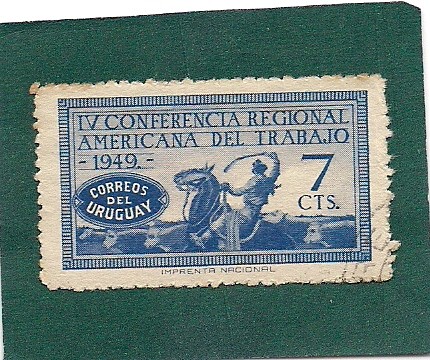 IV CONFERENCIA REGIONAL
AMERICANA DEL TRABAJO
-1949.-
7
CTS.
CORREOS
DEL
URUGUAY
IMPRENTA NACIONAL